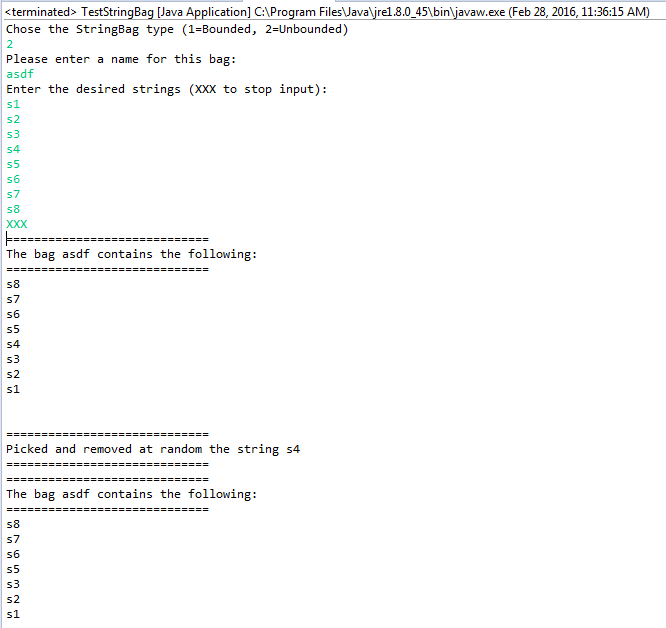 <terminated> TestStringBag [Java Application] C:\Program Files\Java\jre1.8.0_45\bin\javaw.exe (Feb 28, 2016, 11:36:15 AM)
Chose the StringBag type (1=Bounded, 2=Unbounded)
2
Please enter a name for this bag:
asdf
Enter the desired strings (XXX to stop input):
s1
s2
s3
s4
s5
s6
s7
s8
XXX
=============================
The bag asdf contains the following:
=============================
s8
s7
s6
s5
s4
s3
s2
s1
=============================
Picked and removed at random the string s4
=============================
=============================
The bag asdf contains the following:
=============================
s8
s7
s6
s5
s3
s2
s1